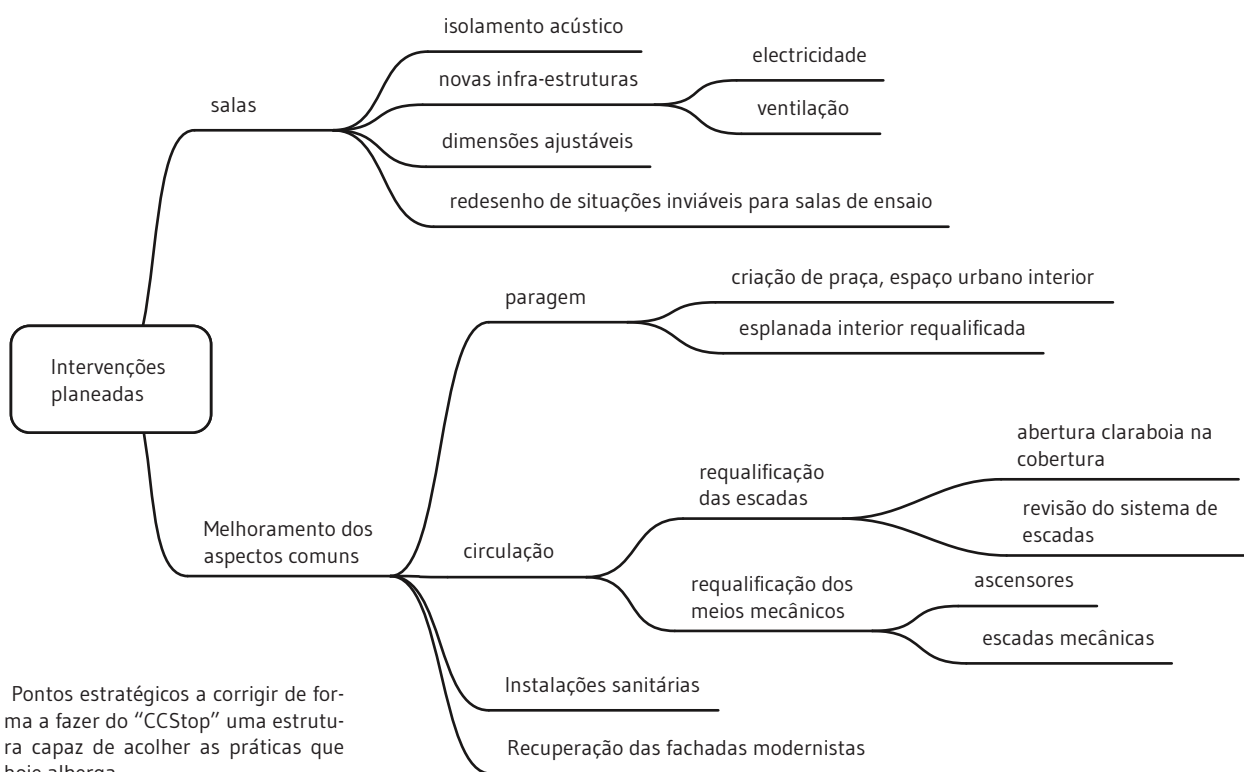 isolamento acústico
electricidade
novas infra-estruturas
ventilação
salas
dimensões ajustáveis
redesenho de situações inviáveis para salas de ensaio
criação de praça, espaço urbano interior
paragem
esplanada interior requalificada
Intervenções
planeadas
abertura claraboia na
cobertura
requalificação
das escadas
revisão do sistema de
escadas
Melhoramento dos
aspectos comuns
circulação
ascensores
requalificação dos
meios mecânicos
escadas mecânicas
Instalações sanitárias
Recuperação das fachadas modernistas
Pontos estratégicos a corrigir de for-
ma a fazer do “CCStop” uma estrutu-
ra capaz de acolher as práticas que
hoje alberga